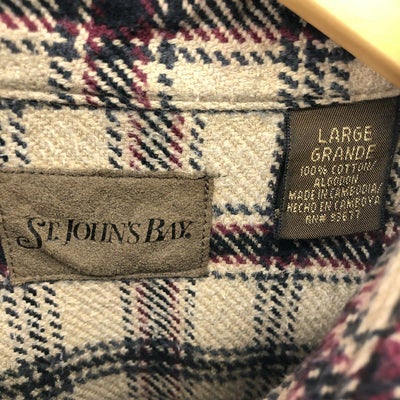 ST. JOHN'S BAY.
LARGE
GRANDE
100% COTTON/
ALGODON
MADE IN CAMBODIA/
HECHO EN CAMBOYA
RN# 93677